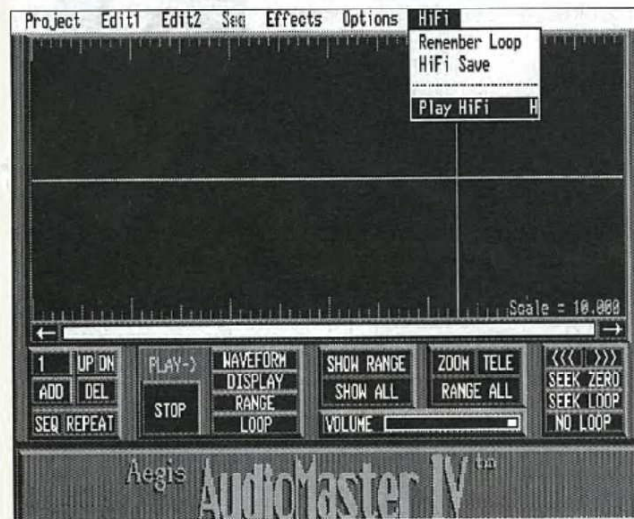 Project Edit1 Edit2 Seq Effects Options HiFi
Remember Loop
HiFi Save
Play HiFi H
Scale = 10.000
1 UP DN
ADD DEL
SEQ REPEAT
PLAY->
STOP
WAVEFORM
DISPLAY
RANGE
LOOP
SHOW RANGE
SHOW ALL
ZOOM TELE
RANGE ALL
VOLUME
<<< >>>
SEEK ZERO
SEEK LOOP
NO LOOP
Aegis AudioMaster IV tm